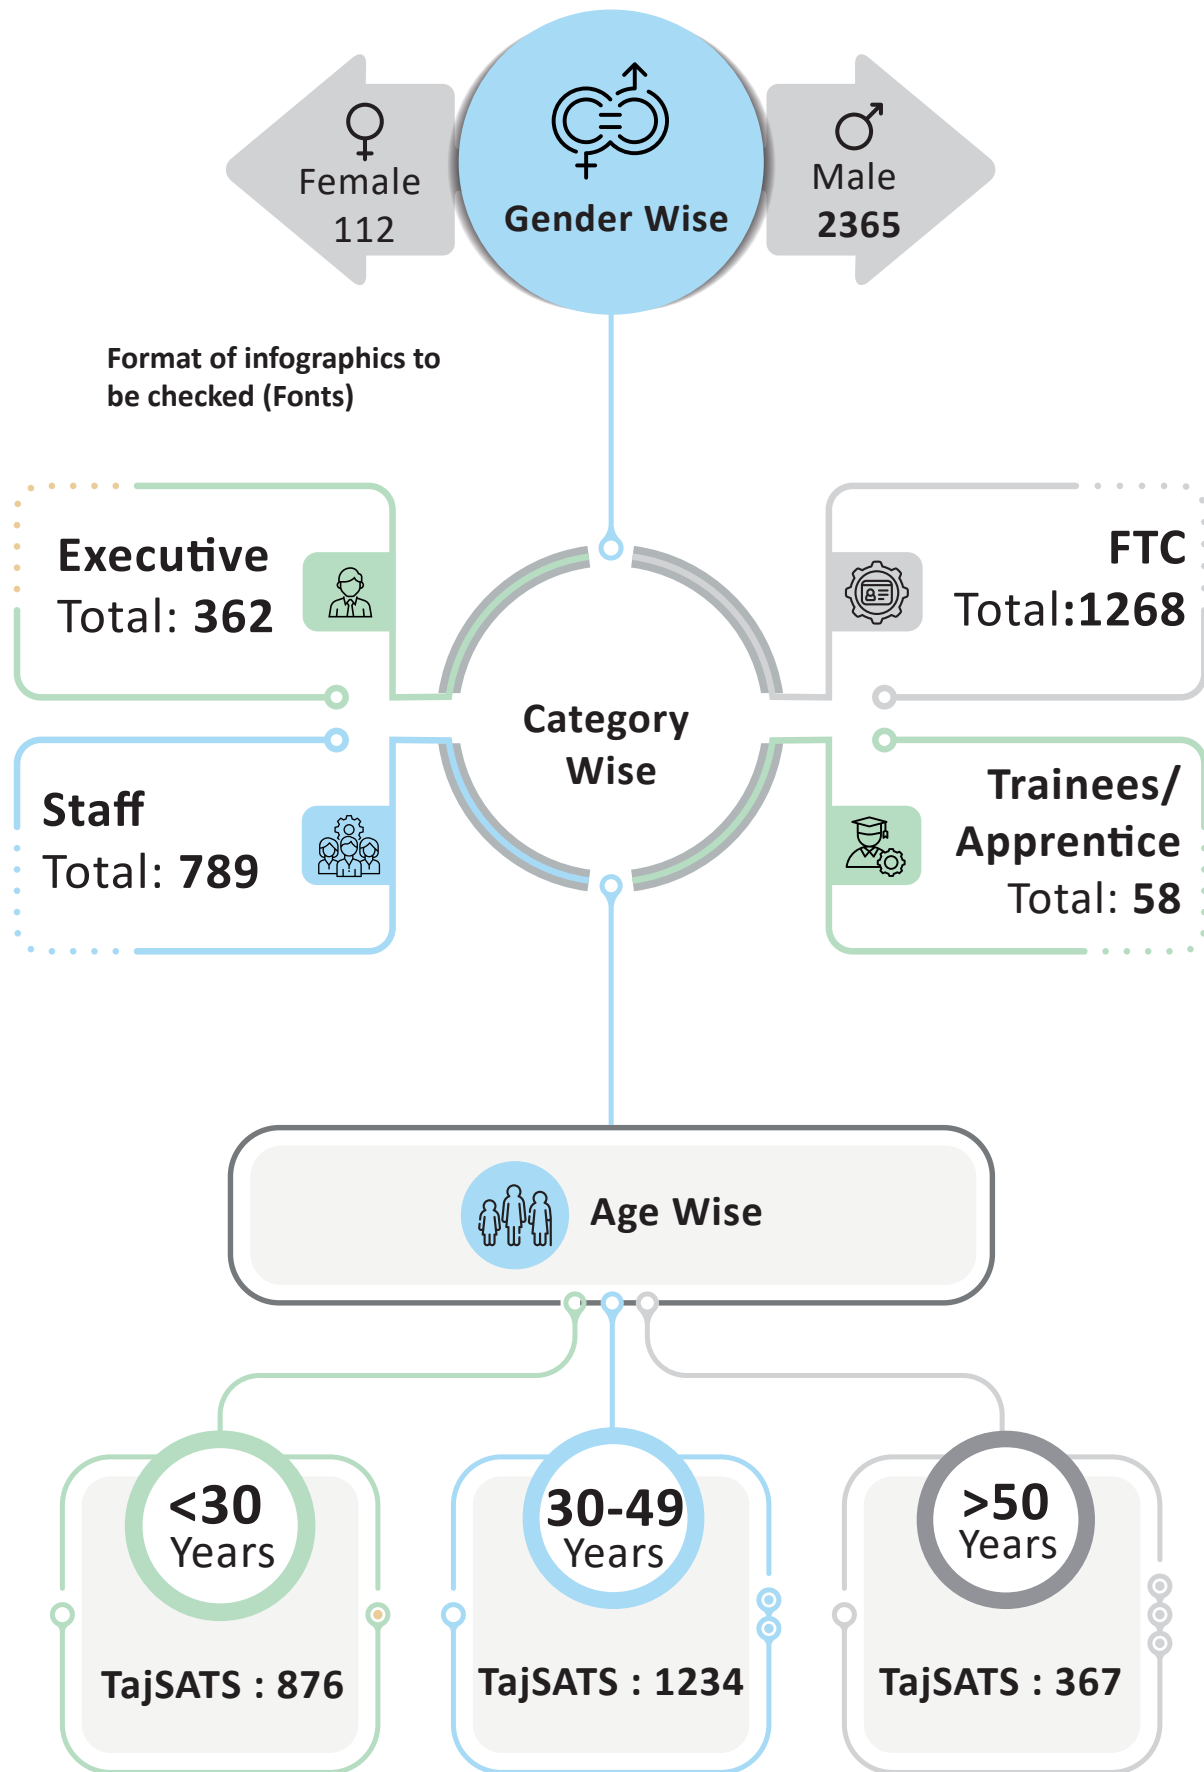 Female
112
Gender Wise
Male
2365
Format of infographics to
be checked (Fonts)
Executive
Total: 362
FTC
Total:1268
Category
Wise
Staff
Total: 789
Trainees/
Apprentice
Total: 58
Age Wise
<30
Years
TajSATS : 876
30-49
Years
TajSATS : 1234
>50
Years
TajSATS : 367